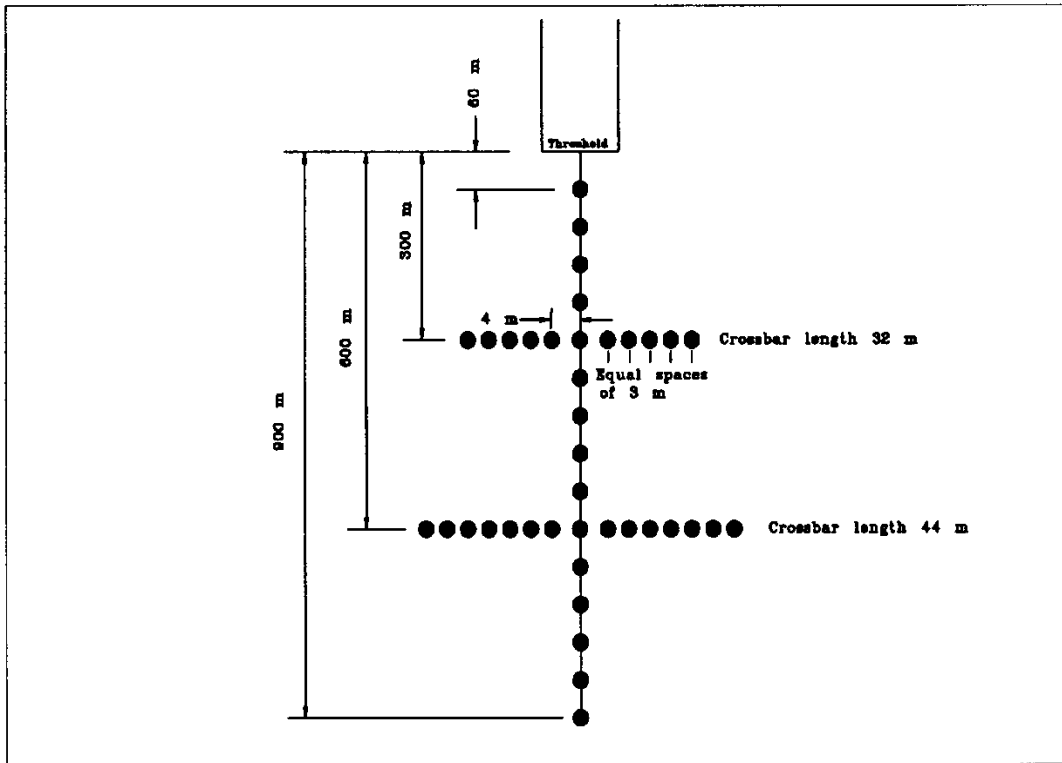 60 m
Threshold
300 m
4 m
Crossbar length 32 m
600 m
Equal spaces
of 3 m
900 m
Crossbar length 44 m